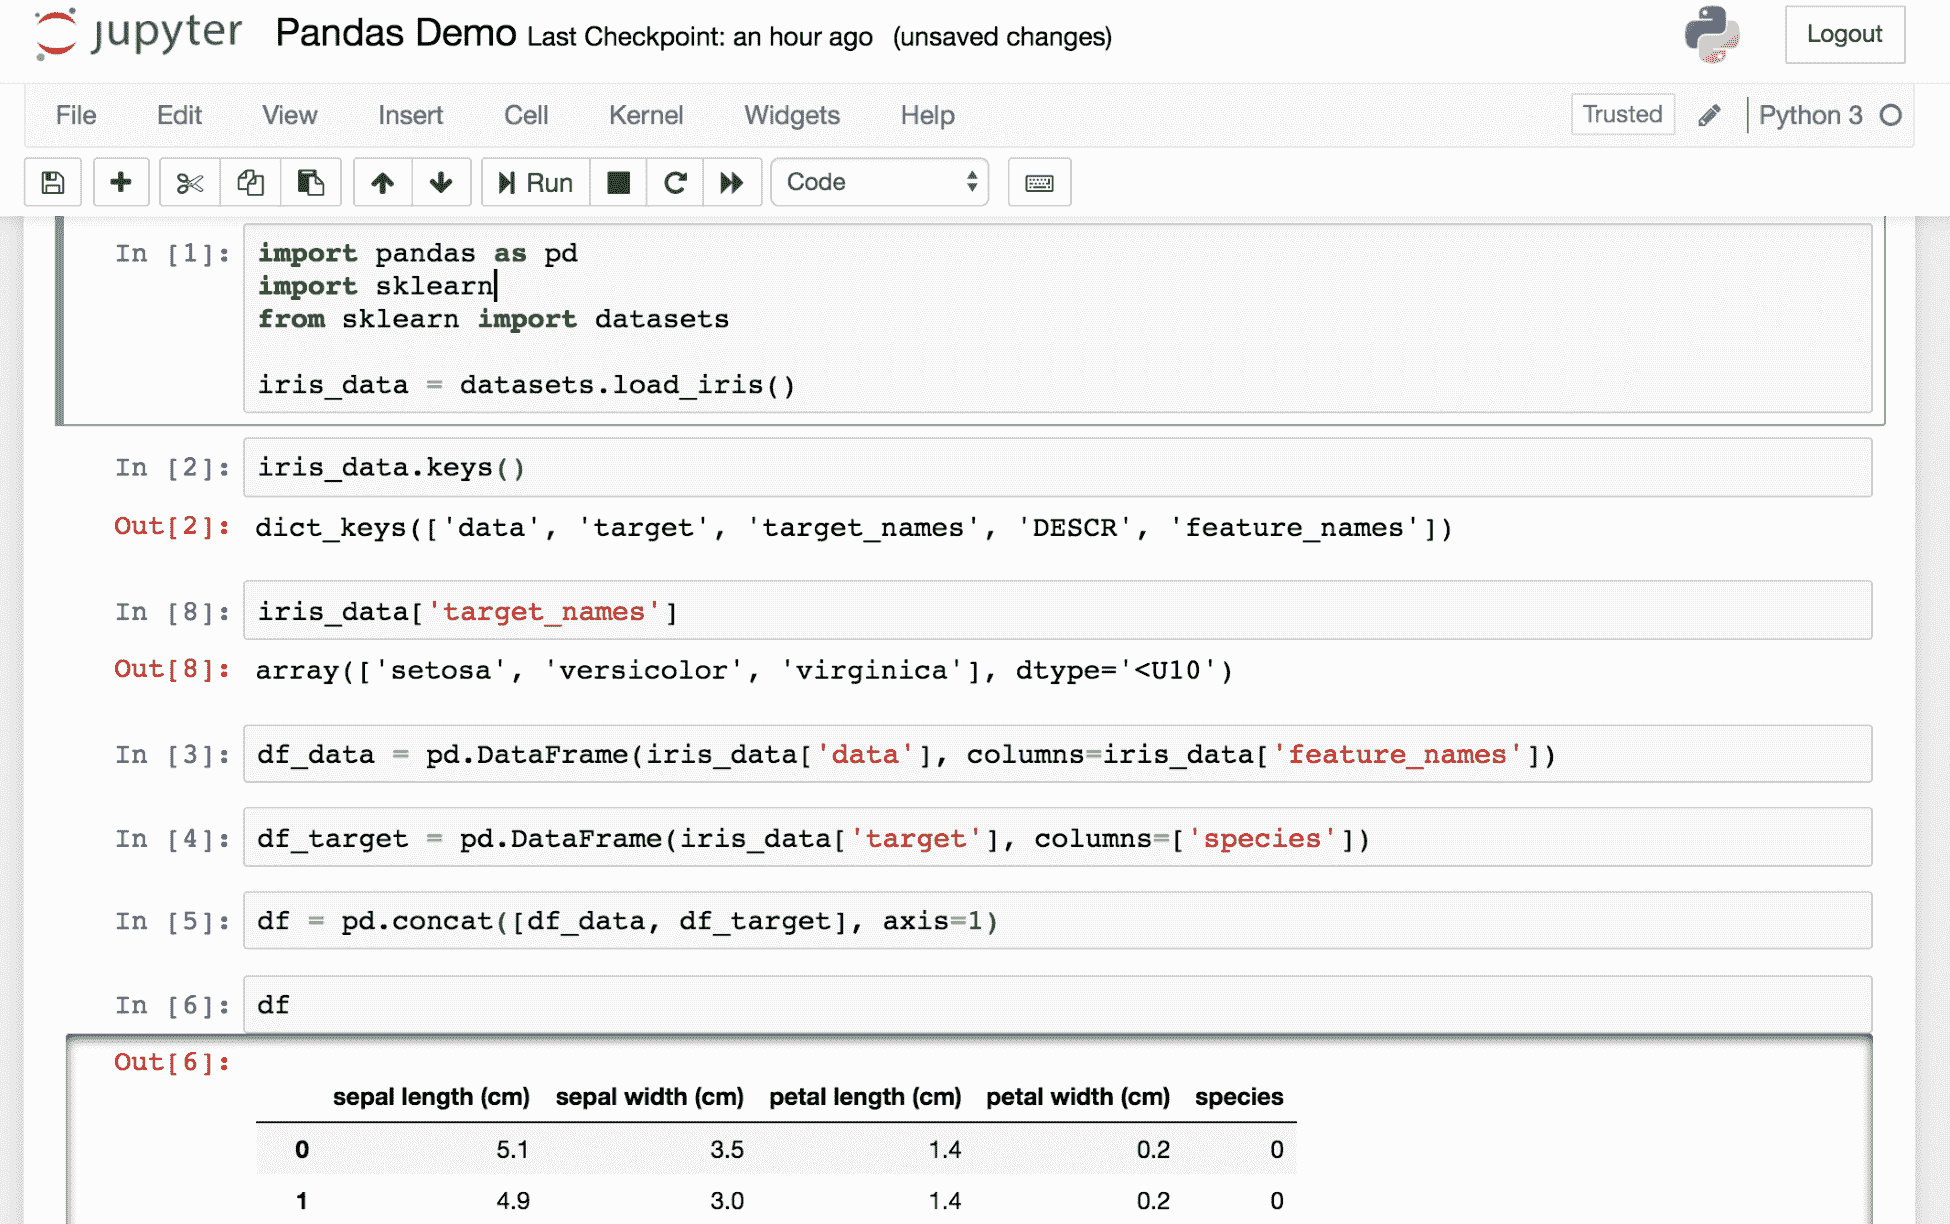 jupyter Pandas Demo Last Checkpoint: an hour ago (unsaved changes) Logout
File Edit View Insert Cell Kernel Widgets Help Trusted Python 3
Run Code
In [1]: import pandas as pd
import sklearn
from sklearn import datasets
iris_data = datasets.load_iris()
In [2]: iris_data.keys()
Out[2]: dict_keys(['data', 'target', 'target_names', 'DESCR', 'feature_names'])
In [8]: iris_data['target_names']
Out[8]: array(['setosa', 'versicolor', 'virginica'], dtype='<U10')
In [3]: df_data = pd.DataFrame(iris_data['data'], columns=iris_data['feature_names'])
In [4]: df_target = pd.DataFrame(iris_data['target'], columns=['species'])
In [5]: df = pd.concat([df_data, df_target], axis=1)
In [6]: df
Out[6]:
sepal length (cm) sepal width (cm) petal length (cm) petal width (cm) species
0 5.1 3.5 1.4 0.2 0
1 4.9 3.0 1.4 0.2 0